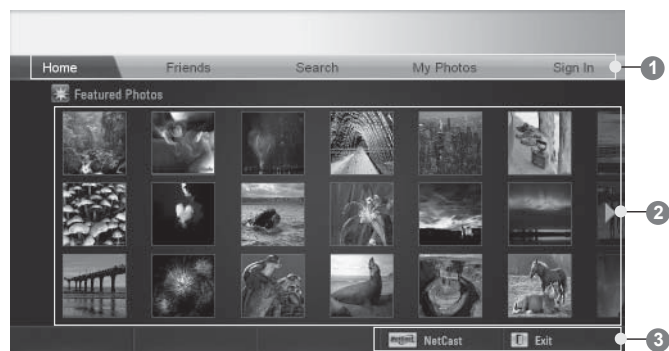 Home Friends Search My Photos Sign In
1
Featured Photos
2
NetCast Exit
3